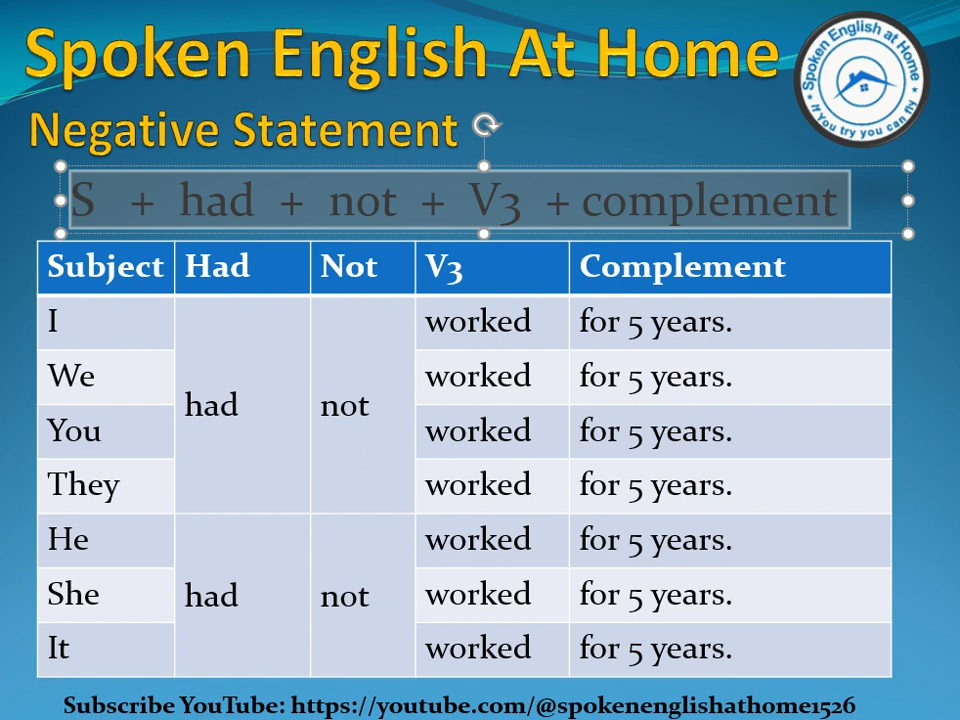 Spoken English At Home
Spoken English at Home
If You try you can fly
Negative Statement
S + had + not + V3 + complement
Subject Had Not V3 Complement
I had not worked for 5 years.
We worked for 5 years.
You worked for 5 years.
They worked for 5 years.
He had not worked for 5 years.
She worked for 5 years.
It worked for 5 years.
Subscribe YouTube: https://youtube.com/@spokenenglishathome1526